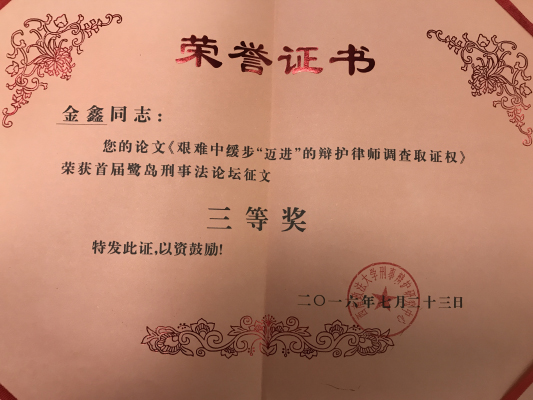 荣誉证书
金鑫同志：
您的论文《艰难中缓步“迈进”的辩护律师调查取证权》
荣获首届鹭岛刑事法论坛征文
三等奖
特发此证,以资鼓励!
二〇一六年七月二十三日